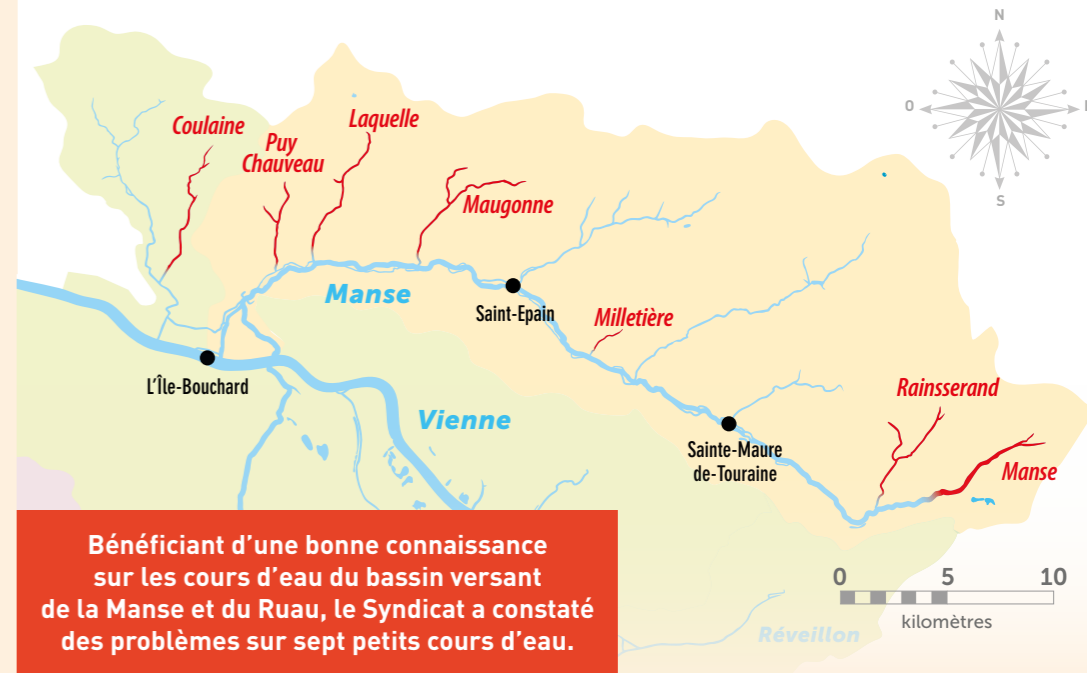 N
O
E
S
Coulaine
Puy
Chauveau
Laquelle
Maugonne
Manse
Saint-Epain
Milletière
L'Île-Bouchard
Vienne
Rainsserand
Sainte-Maure
de-Touraine
Manse
Bénéficiant d'une bonne connaissance
sur les cours d'eau du bassin versant
de la Manse et du Ruau, le Syndicat a constaté
des problèmes sur sept petits cours d'eau.
0 5 10
kilomètres
Réveillon